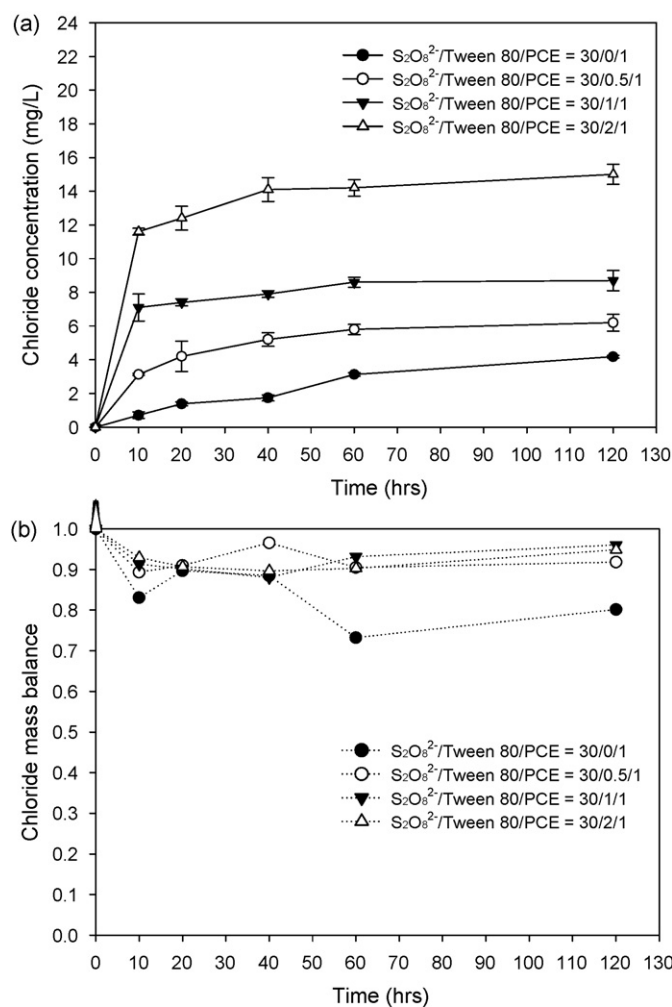 (a)
24
22
20
18
16
14
12
10
8
6
4
2
0
Chloride concentration (mg/L)
S₂O₈²⁻/Tween 80/PCE = 30/0/1
S₂O₈²⁻/Tween 80/PCE = 30/0.5/1
S₂O₈²⁻/Tween 80/PCE = 30/1/1
S₂O₈²⁻/Tween 80/PCE = 30/2/1
0 10 20 30 40 50 60 70 80 90 100 110 120 130
Time (hrs)
(b)
1.0
0.9
0.8
0.7
0.6
0.5
0.4
0.3
0.2
0.1
0.0
Chloride mass balance
S₂O₈²⁻/Tween 80/PCE = 30/0/1
S₂O₈²⁻/Tween 80/PCE = 30/0.5/1
S₂O₈²⁻/Tween 80/PCE = 30/1/1
S₂O₈²⁻/Tween 80/PCE = 30/2/1
0 10 20 30 40 50 60 70 80 90 100 110 120 130
Time (hrs)